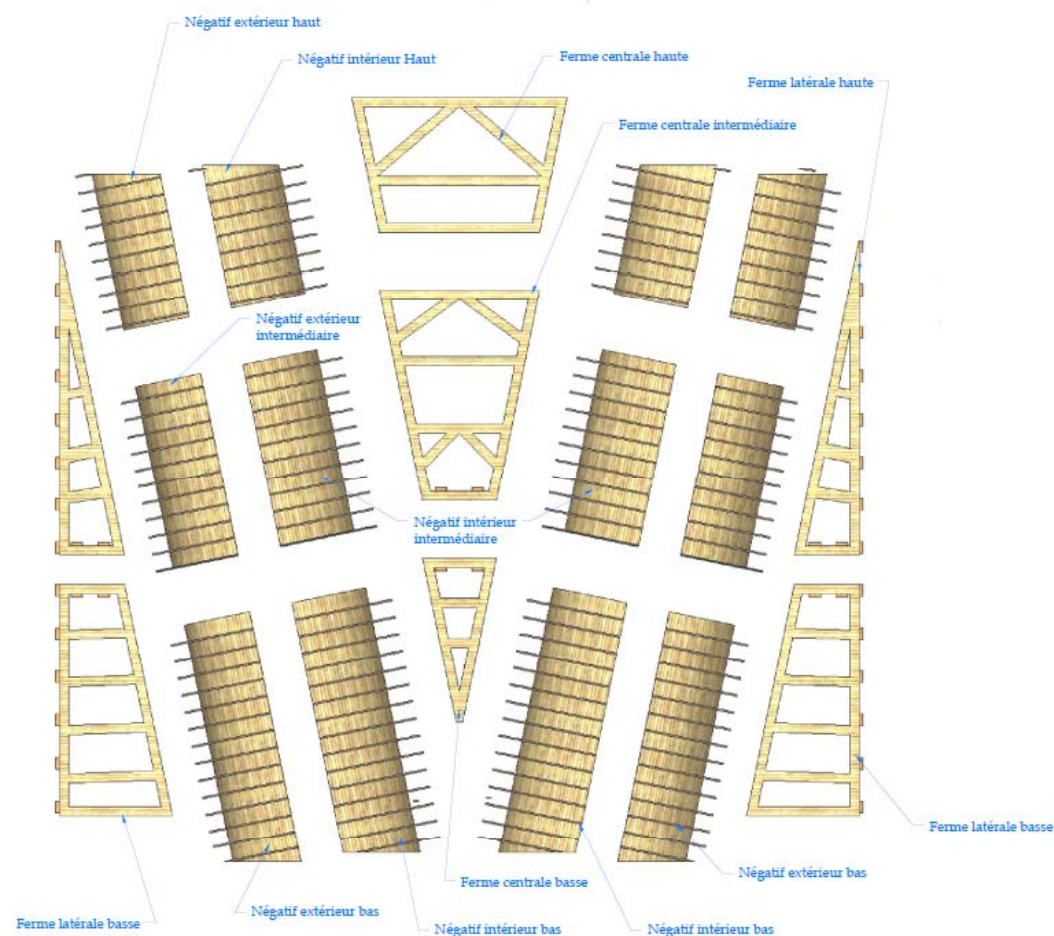 Négatif extérieur haut
Négatif intérieur Haut
Ferme centrale haute
Ferme latérale haute
Ferme centrale intermédiaire
Négatif extérieur
intermédiaire
Négatif intérieur
intermédiaire
Ferme latérale basse
Négatif extérieur bas
Ferme centrale basse
Négatif extérieur bas
Ferme latérale basse
Négatif intérieur bas
Négatif intérieur bas